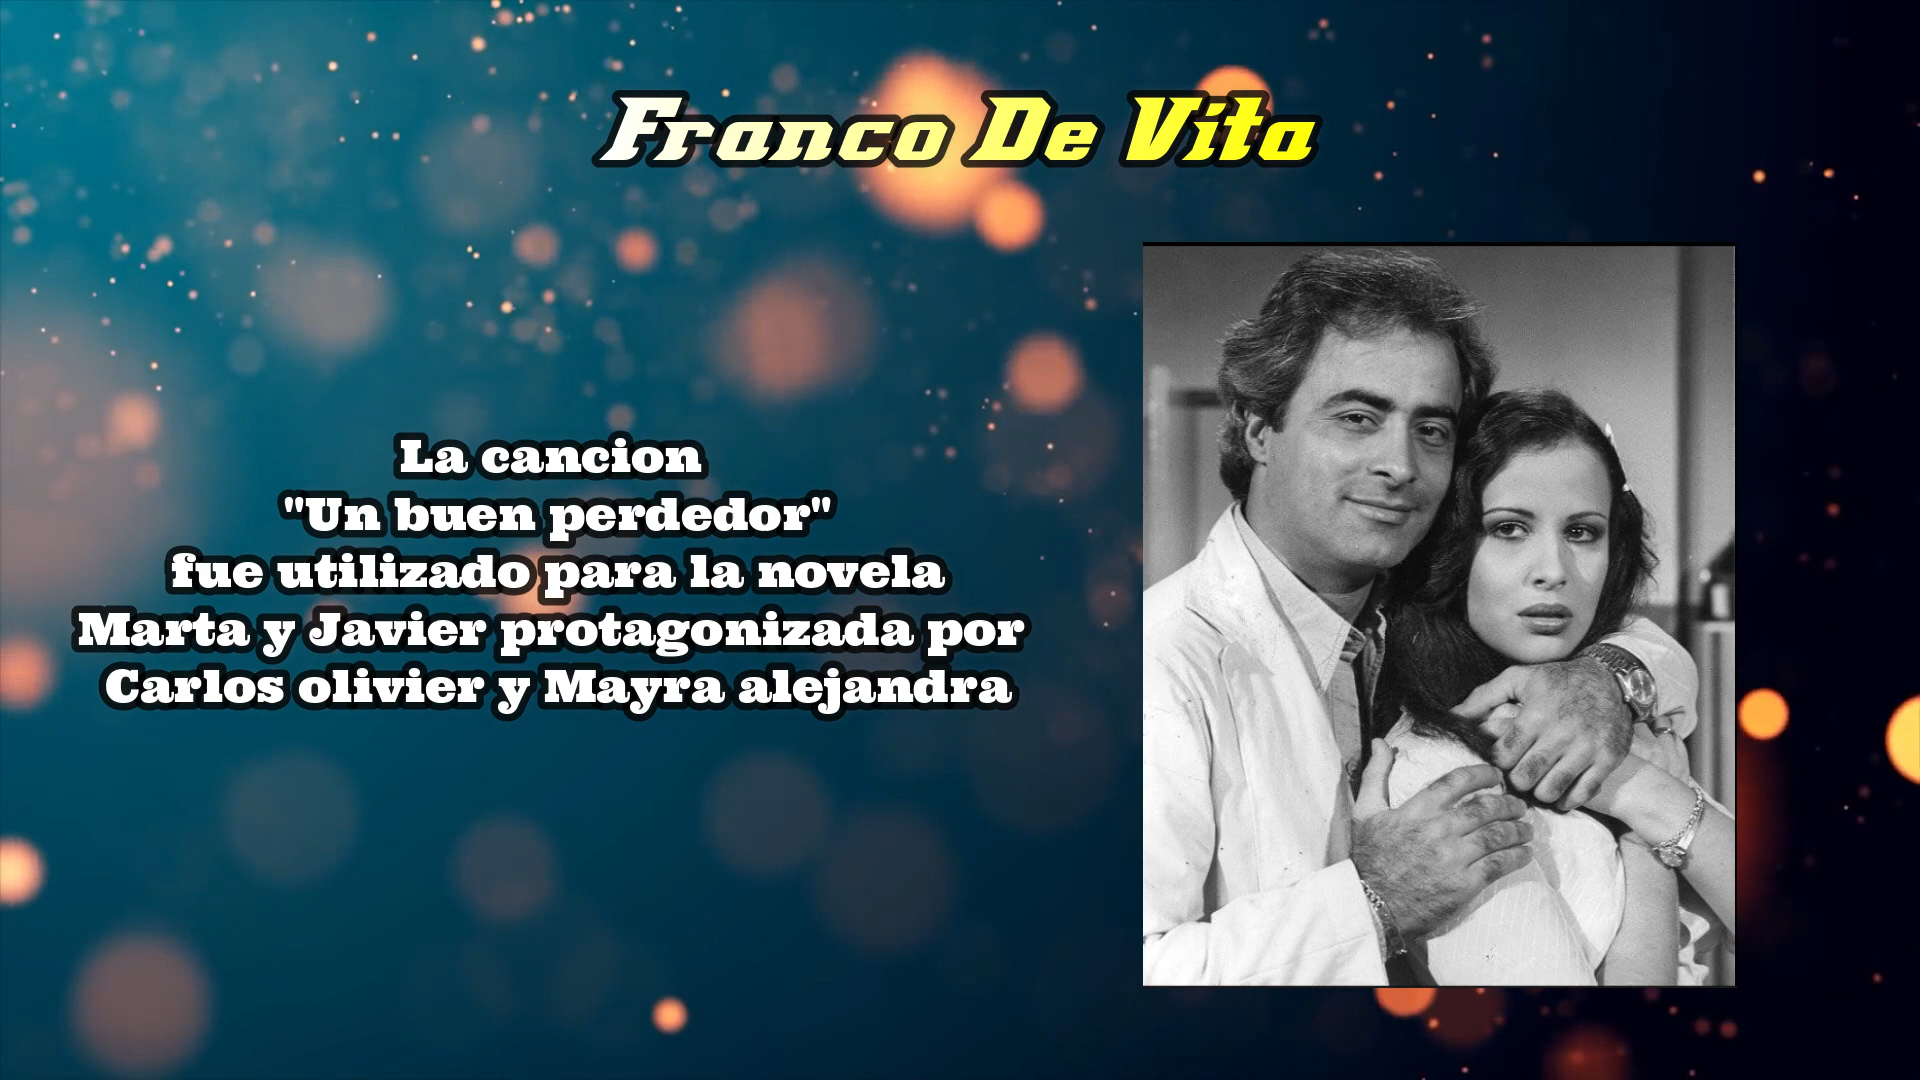 Franco De Vita
La cancion
"Un buen perdedor"
fue utilizado para la novela
Marta y Javier protagonizada por
Carlos olivier y Mayra alejandra